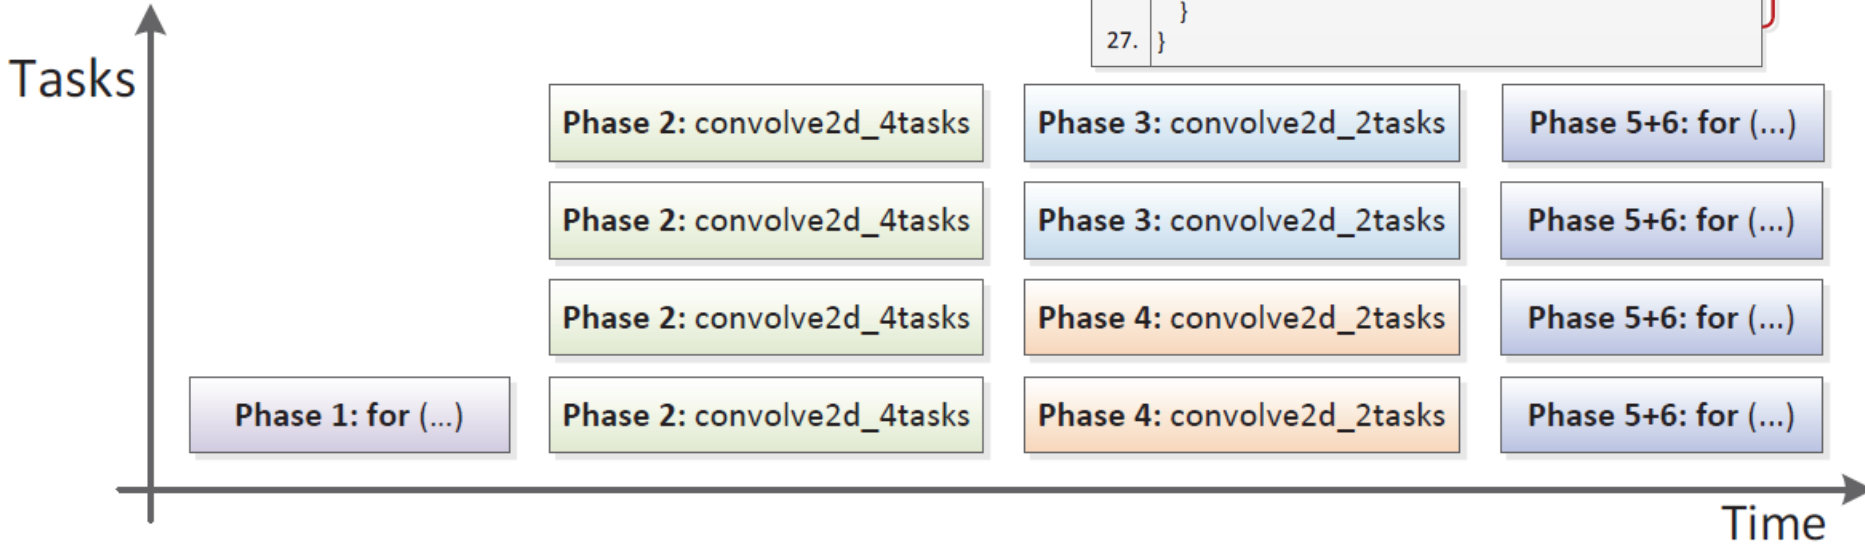 }
27. }
Tasks
Phase 2: convolve2d_4tasks Phase 3: convolve2d_2tasks Phase 5+6: for (...)
Phase 2: convolve2d_4tasks Phase 3: convolve2d_2tasks Phase 5+6: for (...)
Phase 2: convolve2d_4tasks Phase 4: convolve2d_2tasks Phase 5+6: for (...)
Phase 1: for (...) Phase 2: convolve2d_4tasks Phase 4: convolve2d_2tasks Phase 5+6: for (...)
Time